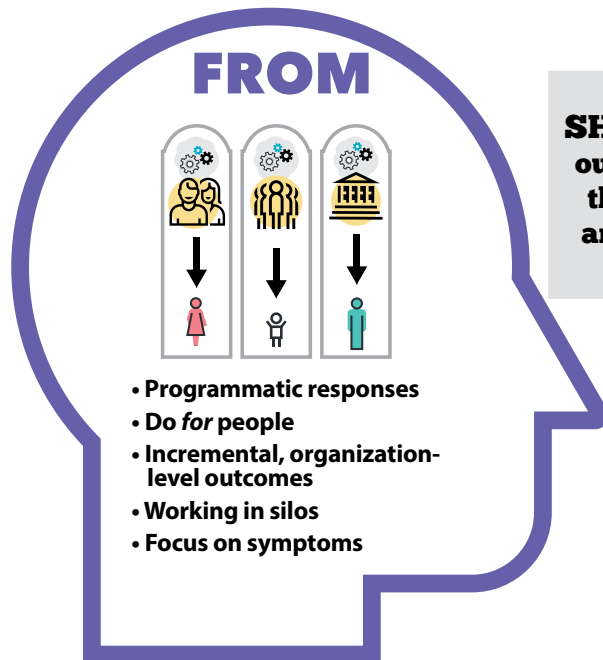 FROM
• Programmatic responses
• Do for people
• Incremental, organization-
level outcomes
• Working in silos
• Focus on symptoms